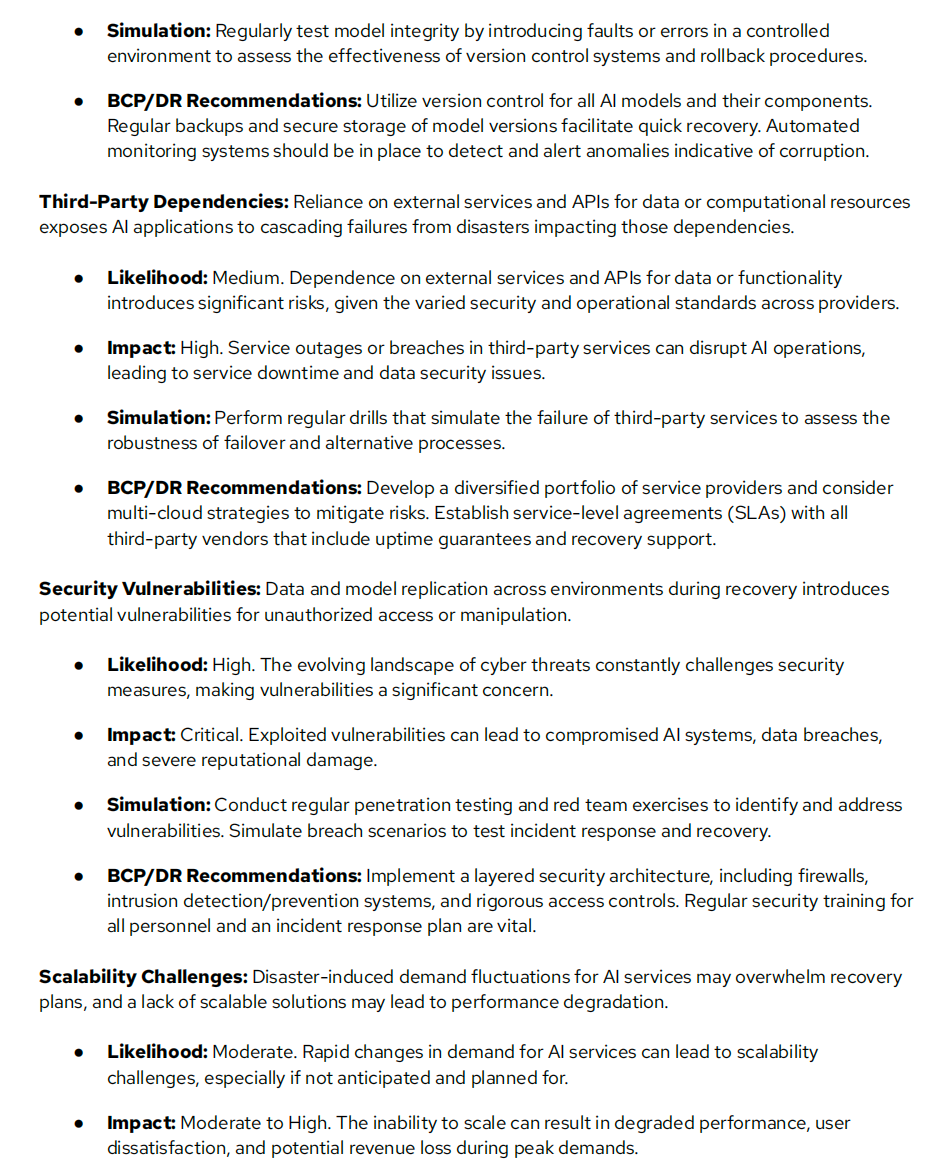 ● Simulation: Regularly test model integrity by introducing faults or errors in a controlled
environment to assess the effectiveness of version control systems and rollback procedures.
● BCP/DR Recommendations: Utilize version control for all AI models and their components.
Regular backups and secure storage of model versions facilitate quick recovery. Automated
monitoring systems should be in place to detect and alert anomalies indicative of corruption.
Third-Party Dependencies: Reliance on external services and APIs for data or computational resources
exposes AI applications to cascading failures from disasters impacting those dependencies.
● Likelihood: Medium. Dependence on external services and APIs for data or functionality
introduces significant risks, given the varied security and operational standards across providers.
● Impact: High. Service outages or breaches in third-party services can disrupt AI operations,
leading to service downtime and data security issues.
● Simulation: Perform regular drills that simulate the failure of third-party services to assess the
robustness of failover and alternative processes.
● BCP/DR Recommendations: Develop a diversified portfolio of service providers and consider
multi-cloud strategies to mitigate risks. Establish service-level agreements (SLAs) with all
third-party vendors that include uptime guarantees and recovery support.
Security Vulnerabilities: Data and model replication across environments during recovery introduces
potential vulnerabilities for unauthorized access or manipulation.
● Likelihood: High. The evolving landscape of cyber threats constantly challenges security
measures, making vulnerabilities a significant concern.
● Impact: Critical. Exploited vulnerabilities can lead to compromised AI systems, data breaches,
and severe reputational damage.
● Simulation: Conduct regular penetration testing and red team exercises to identify and address
vulnerabilities. Simulate breach scenarios to test incident response and recovery.
● BCP/DR Recommendations: Implement a layered security architecture, including firewalls,
intrusion detection/prevention systems, and rigorous access controls. Regular security training for
all personnel and an incident response plan are vital.
Scalability Challenges: Disaster-induced demand fluctuations for AI services may overwhelm recovery
plans, and a lack of scalable solutions may lead to performance degradation.
● Likelihood: Moderate. Rapid changes in demand for AI services can lead to scalability
challenges, especially if not anticipated and planned for.
● Impact: Moderate to High. The inability to scale can result in degraded performance, user
dissatisfaction, and potential revenue loss during peak demands.